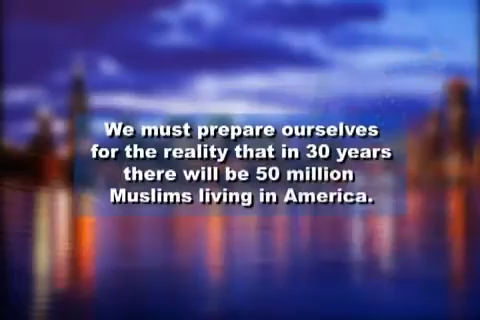 We must prepare ourselves
for the reality that in 30 years
there will be 50 million
Muslims living in America.